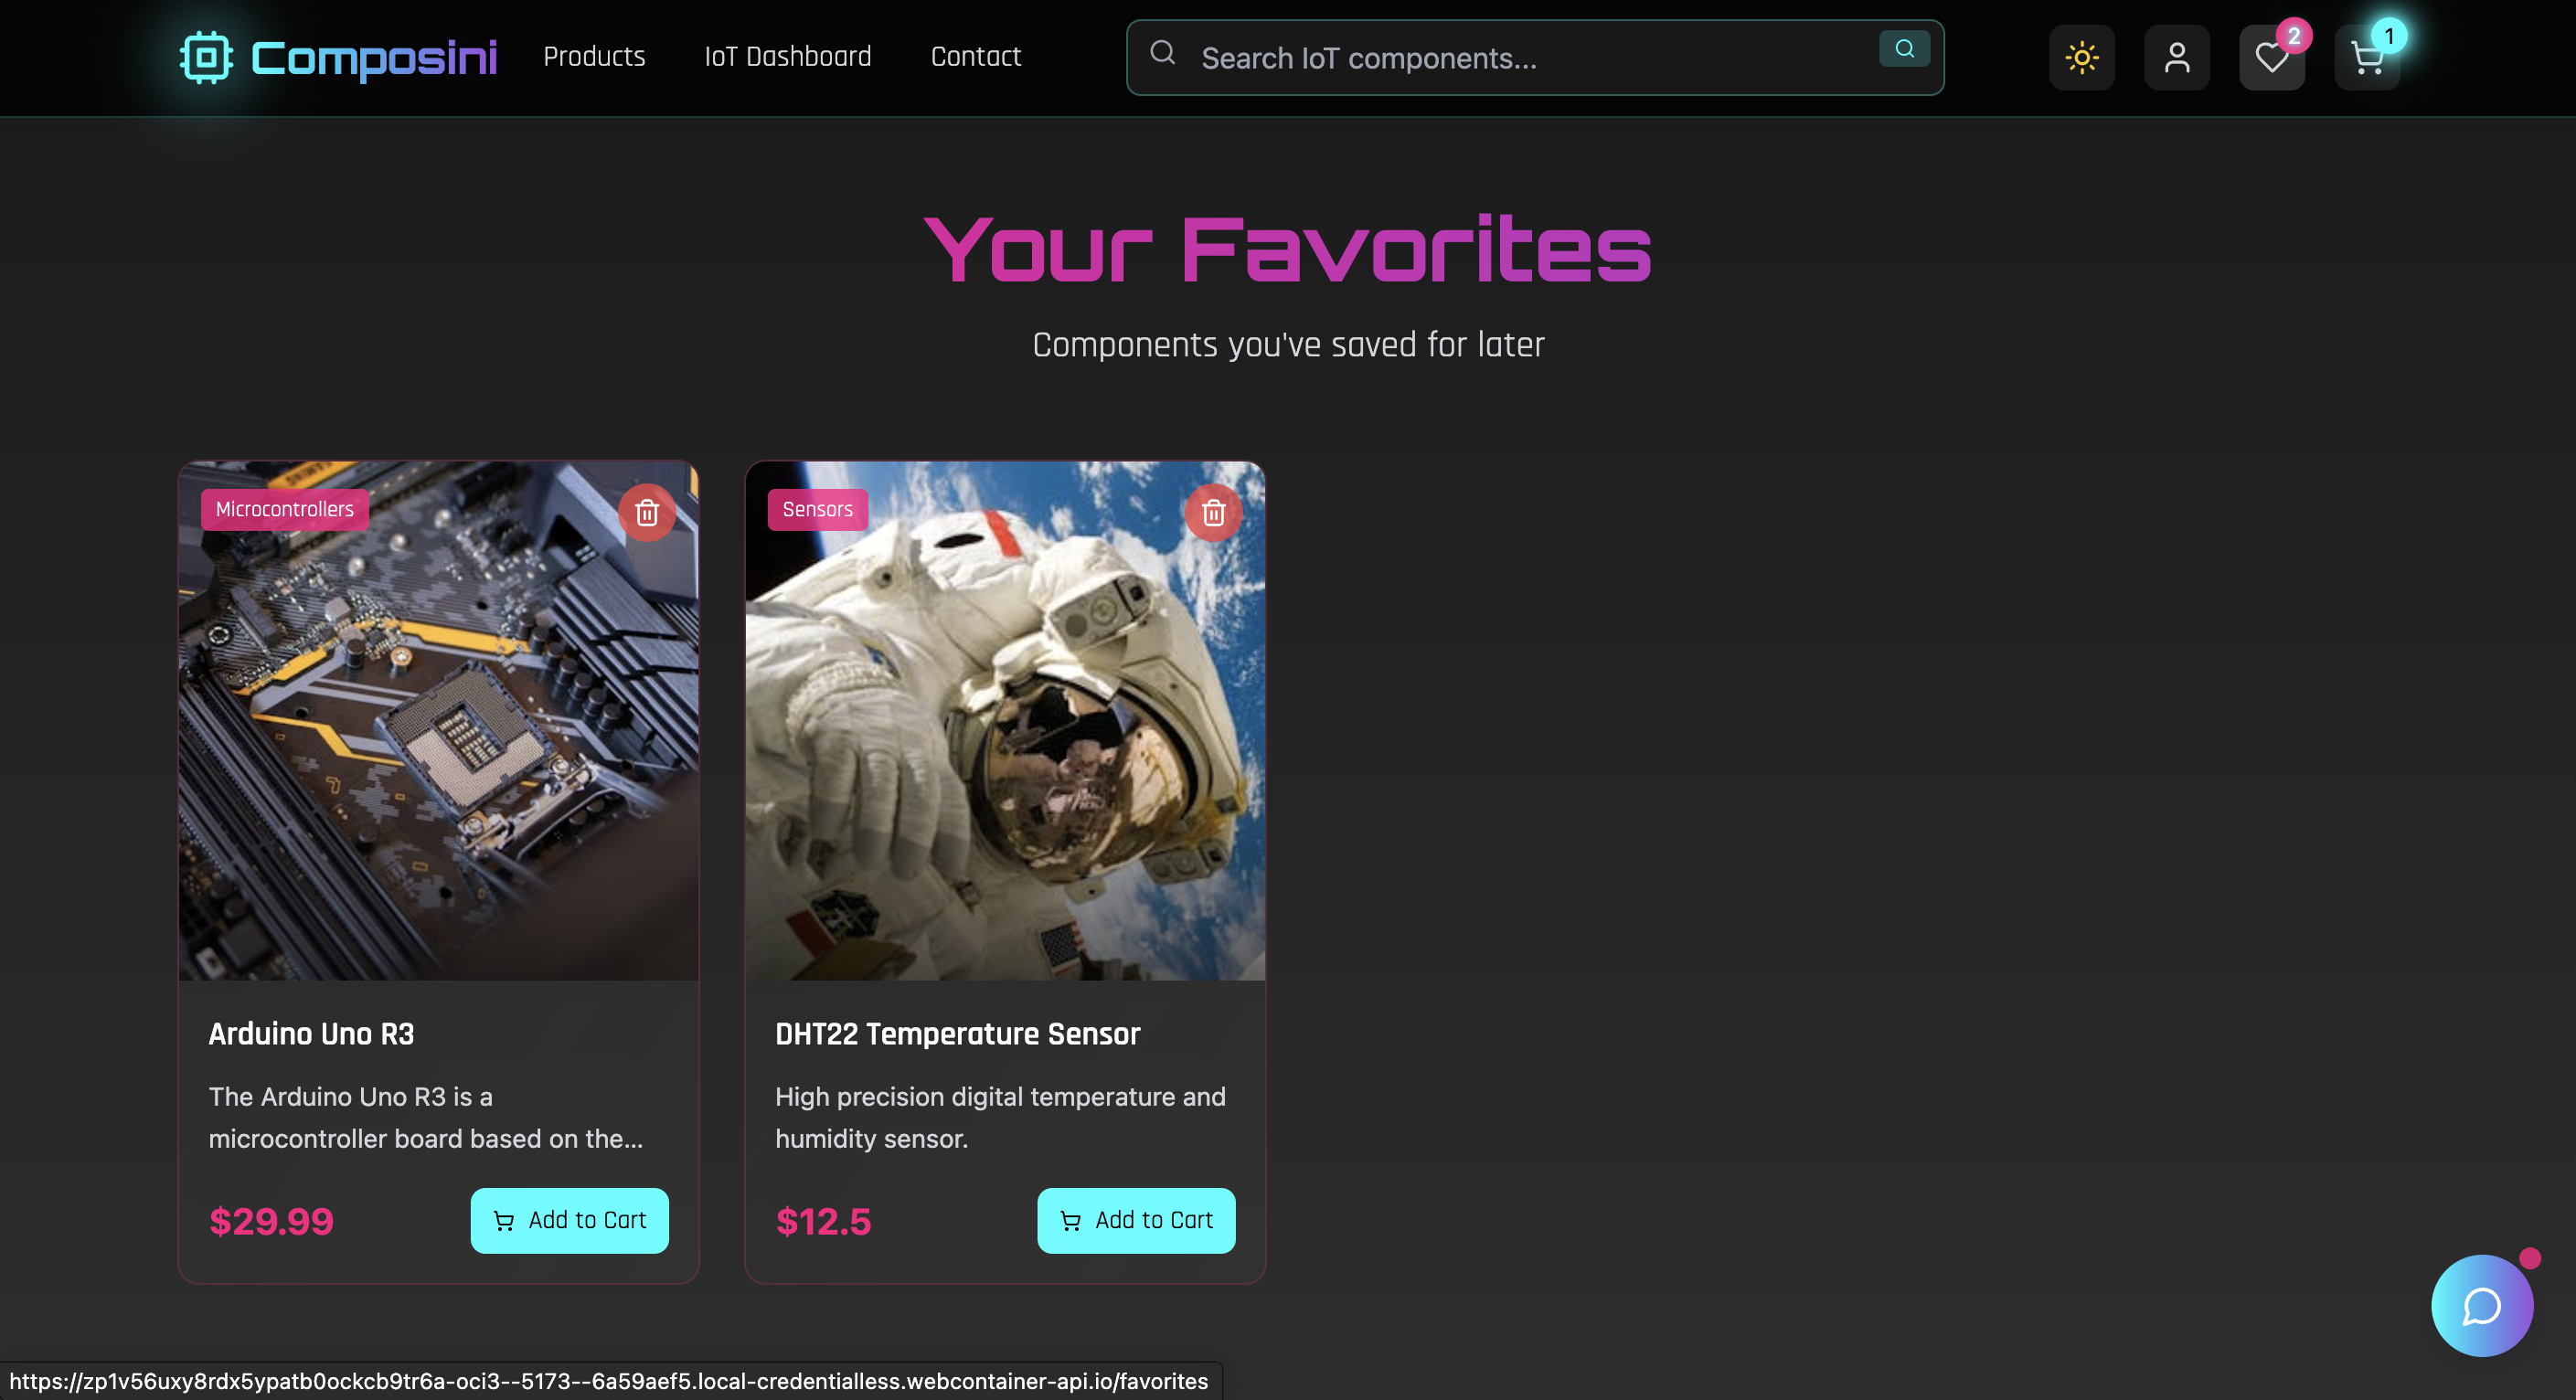 Composini
Products
IoT Dashboard
Contact
Search IoT components...
2
1
Your Favorites
Components you've saved for later
Microcontrollers
Sensors
Arduino Uno R3
The Arduino Uno R3 is a
microcontroller board based on the...
$29.99
Add to Cart
DHT22 Temperature Sensor
High precision digital temperature and
humidity sensor.
$12.5
Add to Cart
https://zp1v56uxy8rdx5ypatb0ockcb9tr6a-oci3--5173--6a59aef5.local-credentialless.webcontainer-api.io/favorites